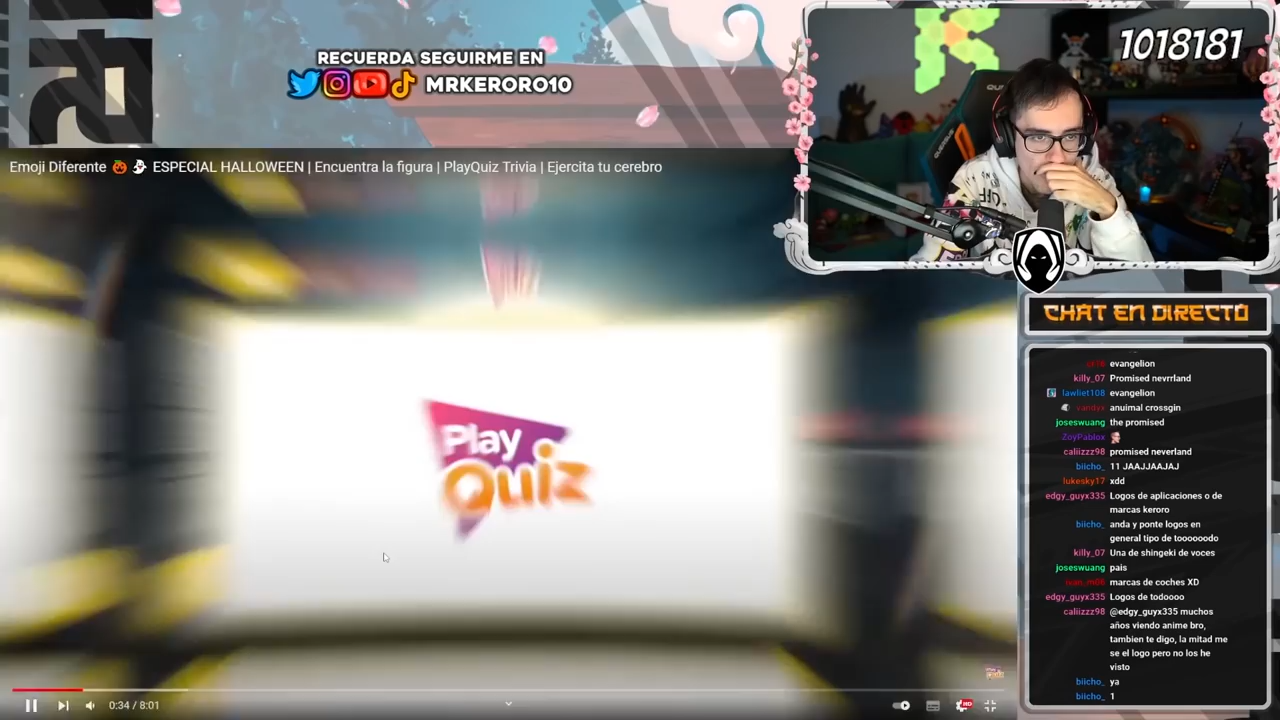 RECUERDA SEGUIRME EN
MRKERORO10
1018181
Emoji Diferente 🎃 👻 ESPECIAL HALLOWEEN | Encuentra la figura | PlayQuiz Trivia | Ejercita tu cerebro
Play
Quiz
CHAT EN DIRECTO
evangelion
killy_07 Promised nevrrland
lawliet108 evangelion
anuimal crossgin
joseswuang the promised
ZoyPablox
caliizzz98 promised neverland
biicho_ 11 JAAJJAAJAJ
lukesky17 xdd
edgy_guyx335 Logos de aplicaciones o de
marcas keroro
biicho_ anda y ponte logos en
general tipo de toooooodo
killy_07 Una de shingeki de voces
joseswuang pais
marcas de coches XD
edgy_guyx335 Logos de todoooo
caliizzz98 @edgy_guyx335 muchos
años viendo anime bro,
tambien te digo, la mitad me
se el logo pero no los he
visto
biicho_ ya
biicho_ 1
0:34 / 8:01
HD